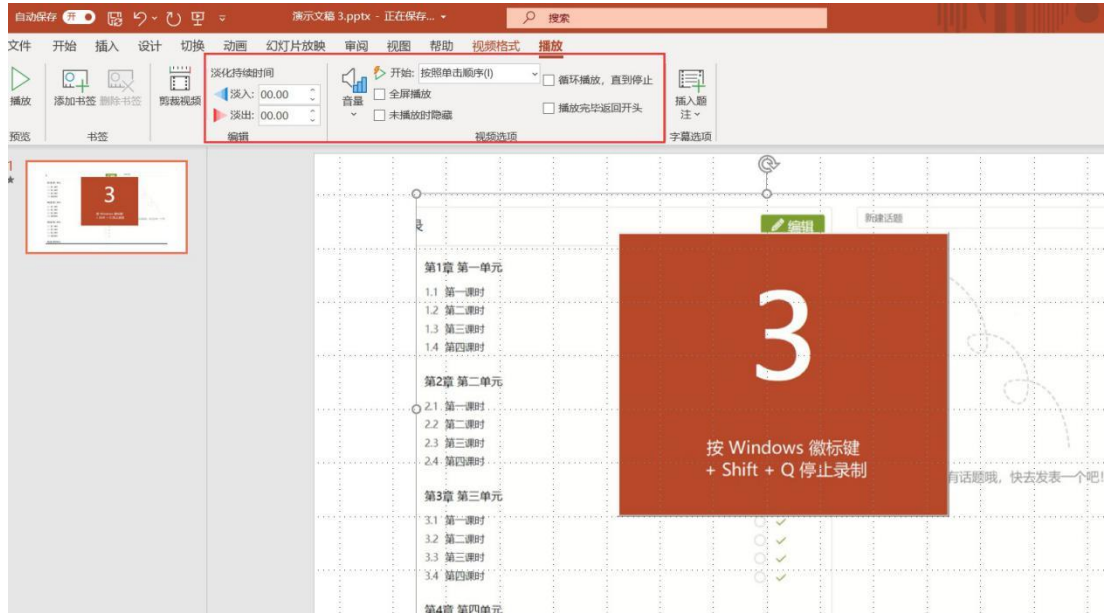 自动保存 开 演示文稿 3.pptx - 正在保存... 搜索
文件 开始 插入 设计 切换 动画 幻灯片放映 审阅 视图 帮助 视频格式 播放
播放 添加书签 删除书签 剪裁视频 淡化持续时间 淡入: 00.00 淡出: 00.00 音量 开始: 按照单击顺序(I) 全屏播放 未播放时隐藏 循环播放，直到停止 播放完毕返回开头 插入题注
预览 书签 编辑 视频选项 字幕选项
1
3
录 编辑 新建话题
第1章 第一单元
1.1 第一课时
1.2 第二课时
1.3 第三课时
1.4 第四课时
第2章 第二单元
2.1 第一课时
2.2 第二课时
2.3 第三课时
2.4 第四课时
3
按 Windows 徽标键
+ Shift + Q 停止录制
有话题哦，快去发表一个吧!
第3章 第三单元
3.1 第一课时
3.2 第二课时
3.3 第三课时
3.4 第四课时
第4章 第四单元